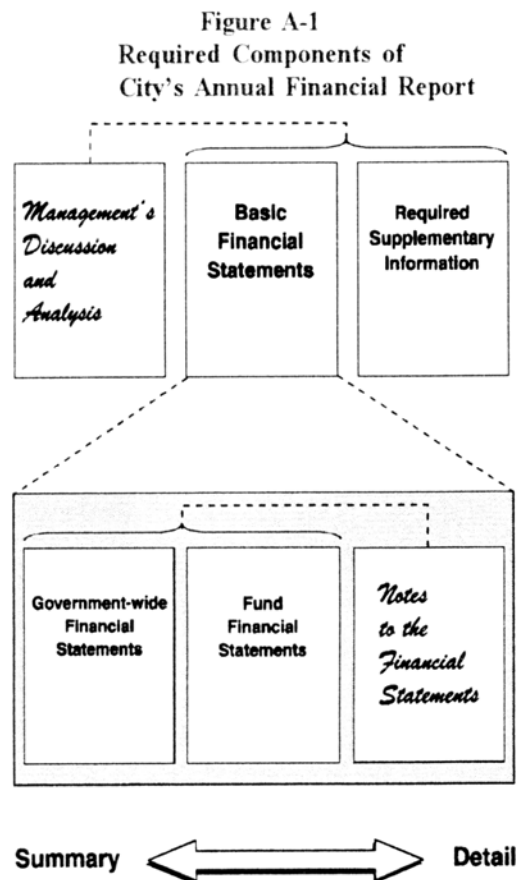 Figure A-1
Required Components of
City's Annual Financial Report
Management's
Discussion
and
Analysis
Basic
Financial
Statements
Required
Supplementary
Information
Government-wide
Financial
Statements
Fund
Financial
Statements
Notes
to the
Financial
Statements
Summary
Detail